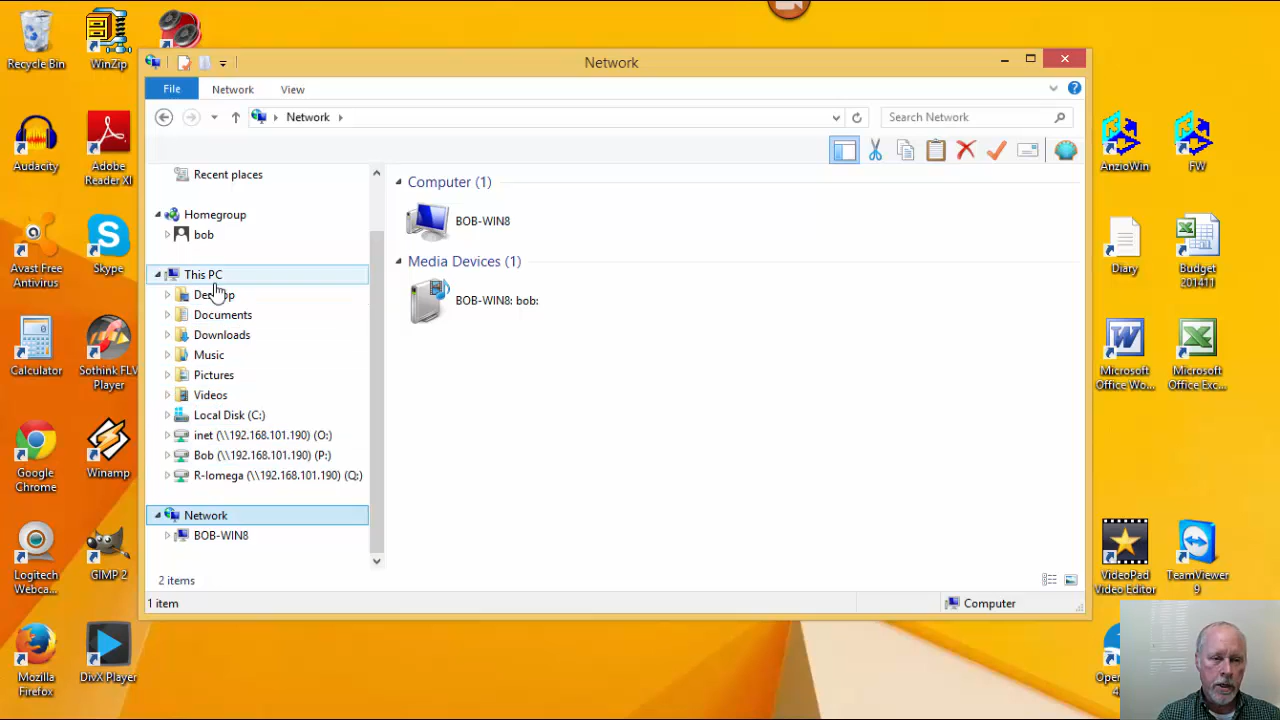 Recycle Bin
WinZip
Network
File
Network
View
Network
Search Network
Audacity
Adobe
Reader XI
Avast Free
Antivirus
Skype
Calculator
Sothink FLV
Player
Google
Chrome
Winamp
Logitech
Webca...
GIMP 2
Mozilla
Firefox
DivX Player
Recent places
Homegroup
bob
This PC
Documents
Downloads
Music
Pictures
Videos
Local Disk (C:)
inet (\\192.168.101.190) (O:)
Bob (\\192.168.101.190) (P:)
R-Iomega (\\192.168.101.190) (Q:)
Network
BOB-WIN8
2 items
1 item
Computer (1)
BOB-WIN8
Media Devices (1)
BOB-WIN8: bob:
Computer
AnzioWin
FW
Diary
Budget
201411
Microsoft
Office Wo...
Microsoft
Office Exc...
VideoPad
Video Editor
TeamViewer
9